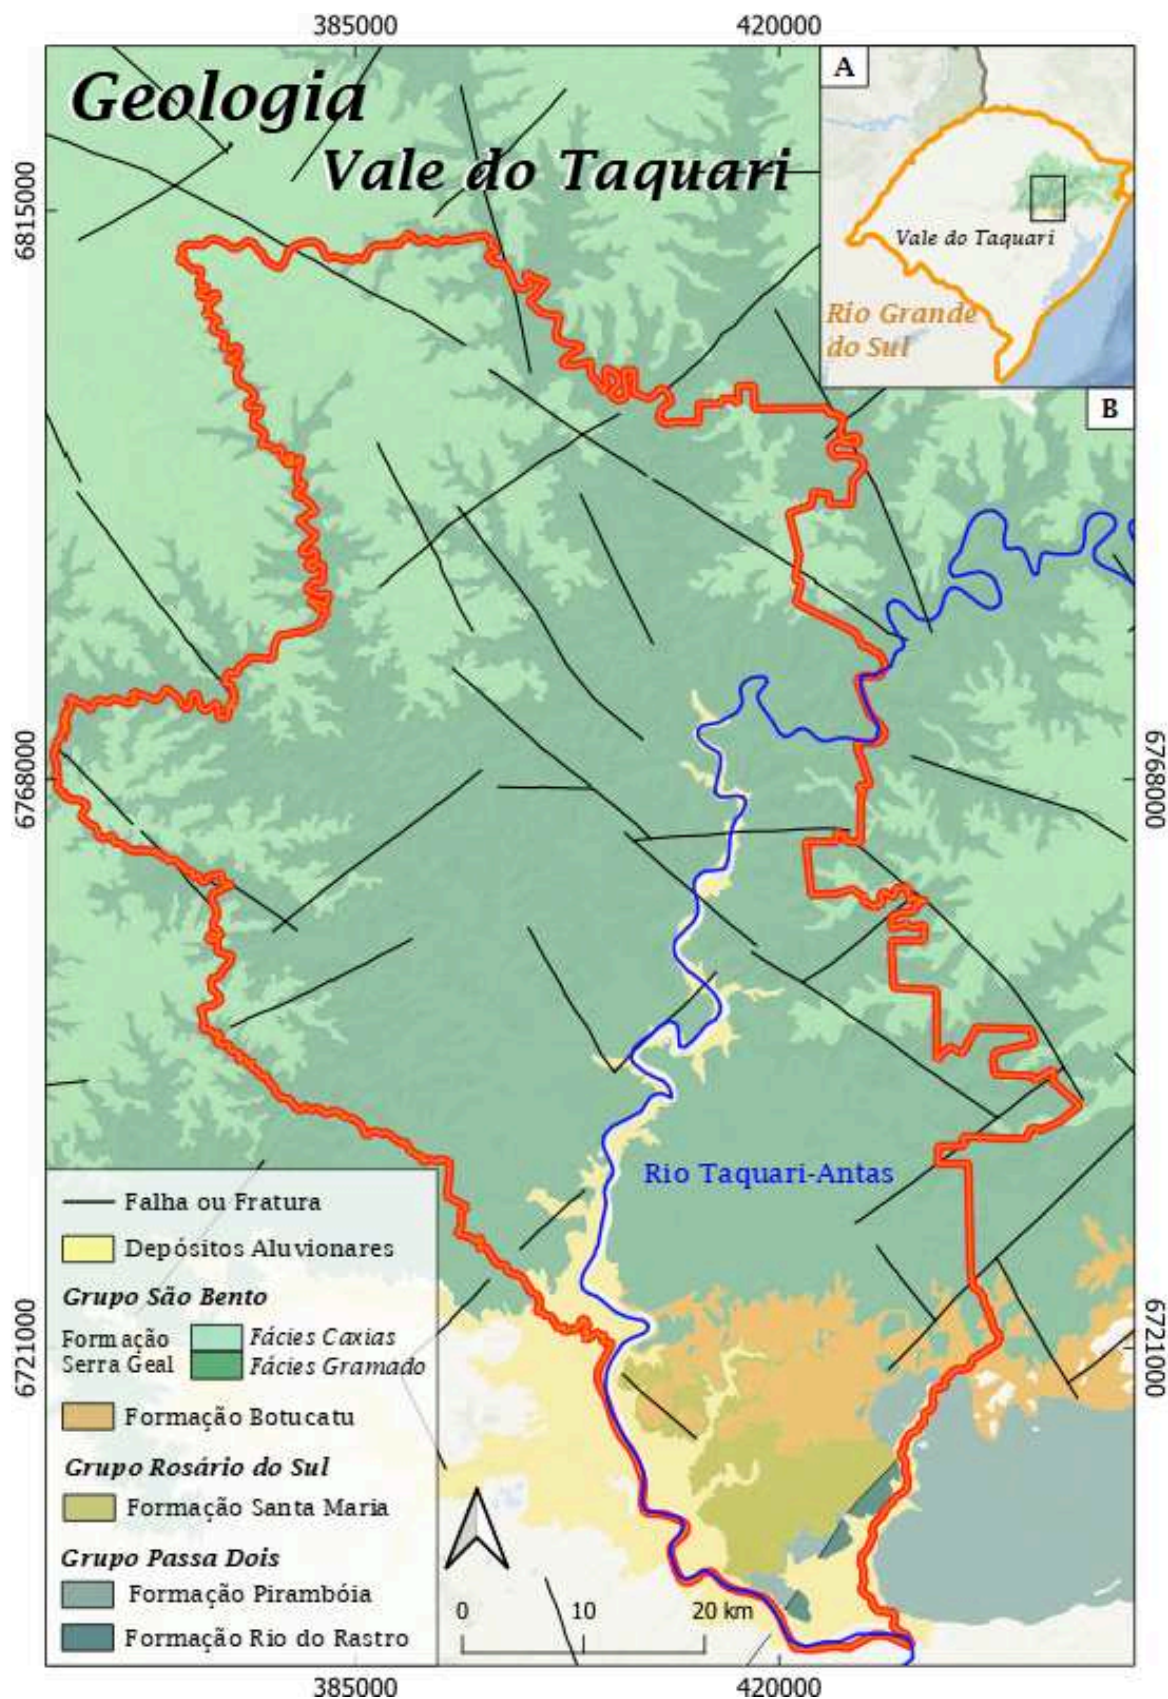 385000
420000
Geologia
Vale do Taquari
A
Vale do Taquari
Rio Grande
do Sul
B
6815000
6768000
6768000
Rio Taquari-Antas
6721000
6721000
Falha ou Fratura
Depósitos Aluvionares
Grupo São Bento
Formação
Serra Geal
Fácies Caxias
Fácies Gramado
Formação Botucatu
Grupo Rosário do Sul
Formação Santa Maria
Grupo Passa Dois
Formação Pirambóia
Formação Rio do Rastro
0 10 20 km
385000
420000